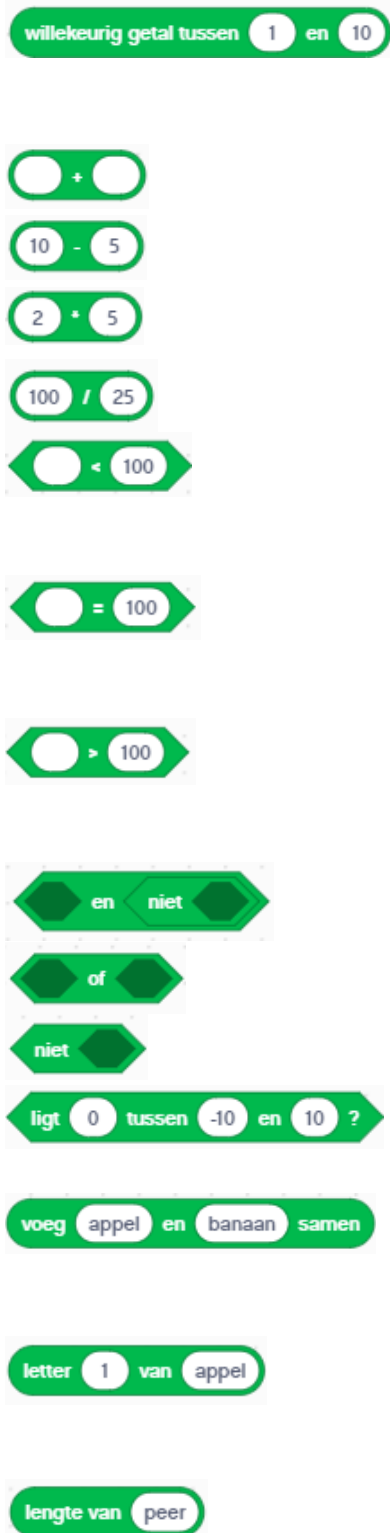 willekeurig getal tussen 1 en 10
+
10 - 5
2 * 5
100 / 25
< 100
= 100
> 100
en niet
of
niet
ligt 0 tussen -10 en 10 ?
voeg appel en banaan samen
letter 1 van appel
lengte van peer